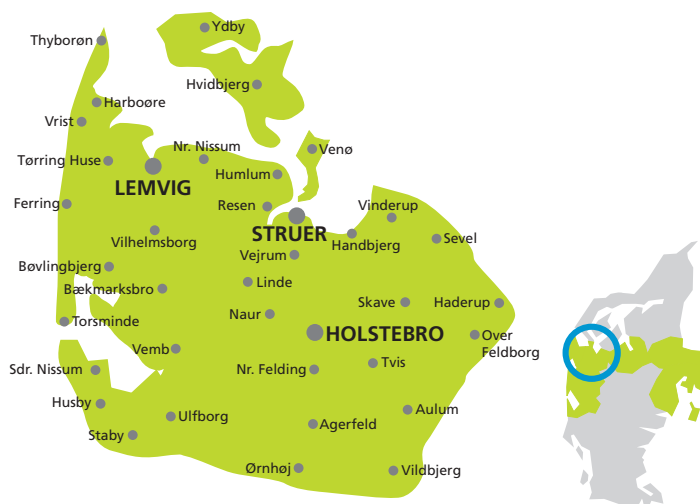 Ydby
Thyborøn
Hvidbjerg
Harboøre
Vrist
Nr. Nissum
Venø
Tørring Huse
Humlum
LEMVIG
Ferring
Resen
Vinderup
STRUER
Vilhelmsborg
Handbjerg
Sevel
Vejrum
Bøvlingbjerg
Linde
Bækmarksbro
Skave
Haderup
Naur
Torsminde
HOLSTEBRO
Over
Feldborg
Vemb
Tvis
Sdr. Nissum
Nr. Felding
Husby
Aulum
Ulfborg
Agerfeld
Staby
Ørnhøj
Vildbjerg